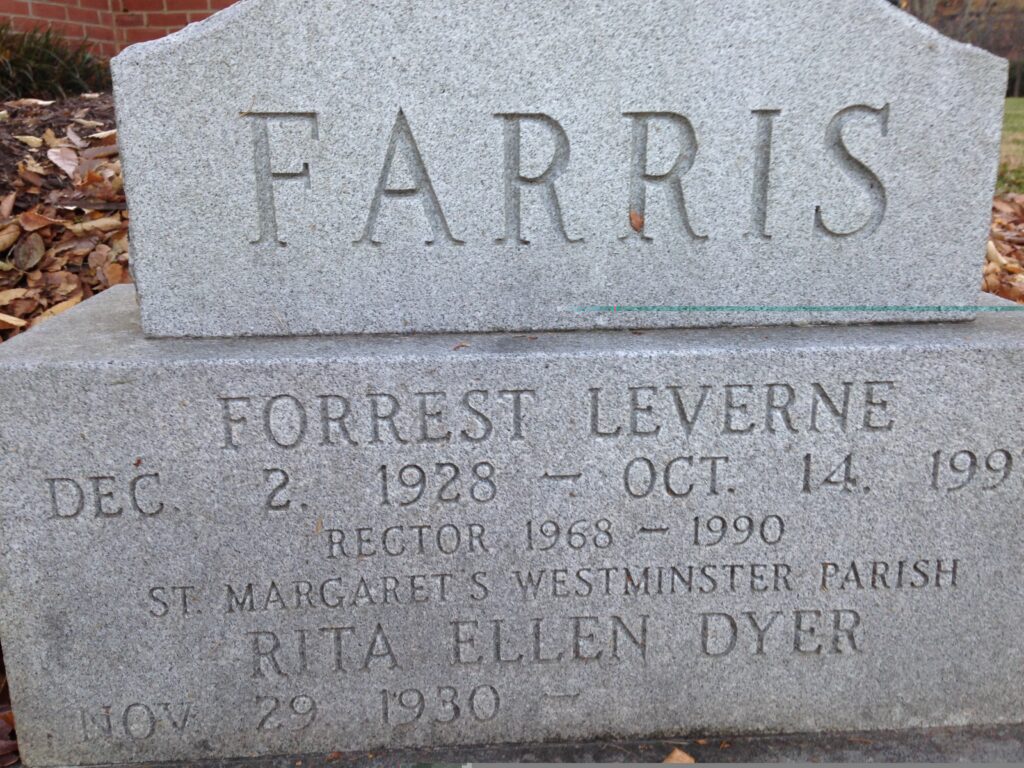 FARRIS
FORREST LEVERNE
DEC. 2. 1928 – OCT. 14. 199
RECTOR 1968 – 1990
ST. MARGARET'S WESTMINSTER PARISH
RITA ELLEN DYER
NOV. 29 1930 –